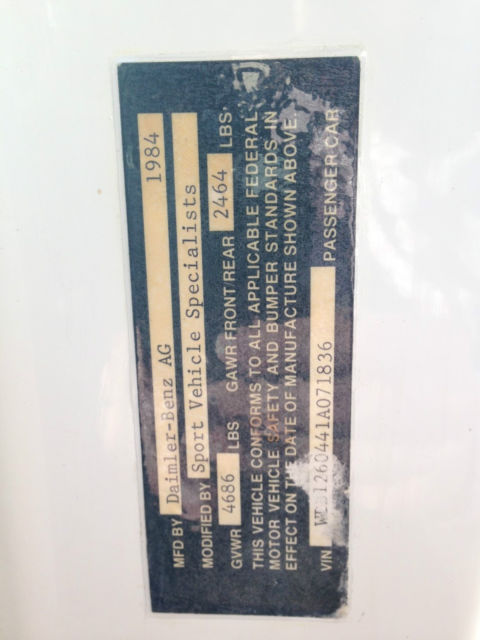 MFD BY Daimler-Benz AG 1984
MODIFIED BY Sport Vehicle Specialists
GVWR 4686 LBS GAWR FRONT/REAR 2464 LBS
THIS VEHICLE CONFORMS TO ALL APPLICABLE FEDERAL
MOTOR VEHICLE SAFETY AND BUMPER STANDARDS IN
EFFECT ON THE DATE OF MANUFACTURE SHOWN ABOVE.
VIN PASSENGER CAR